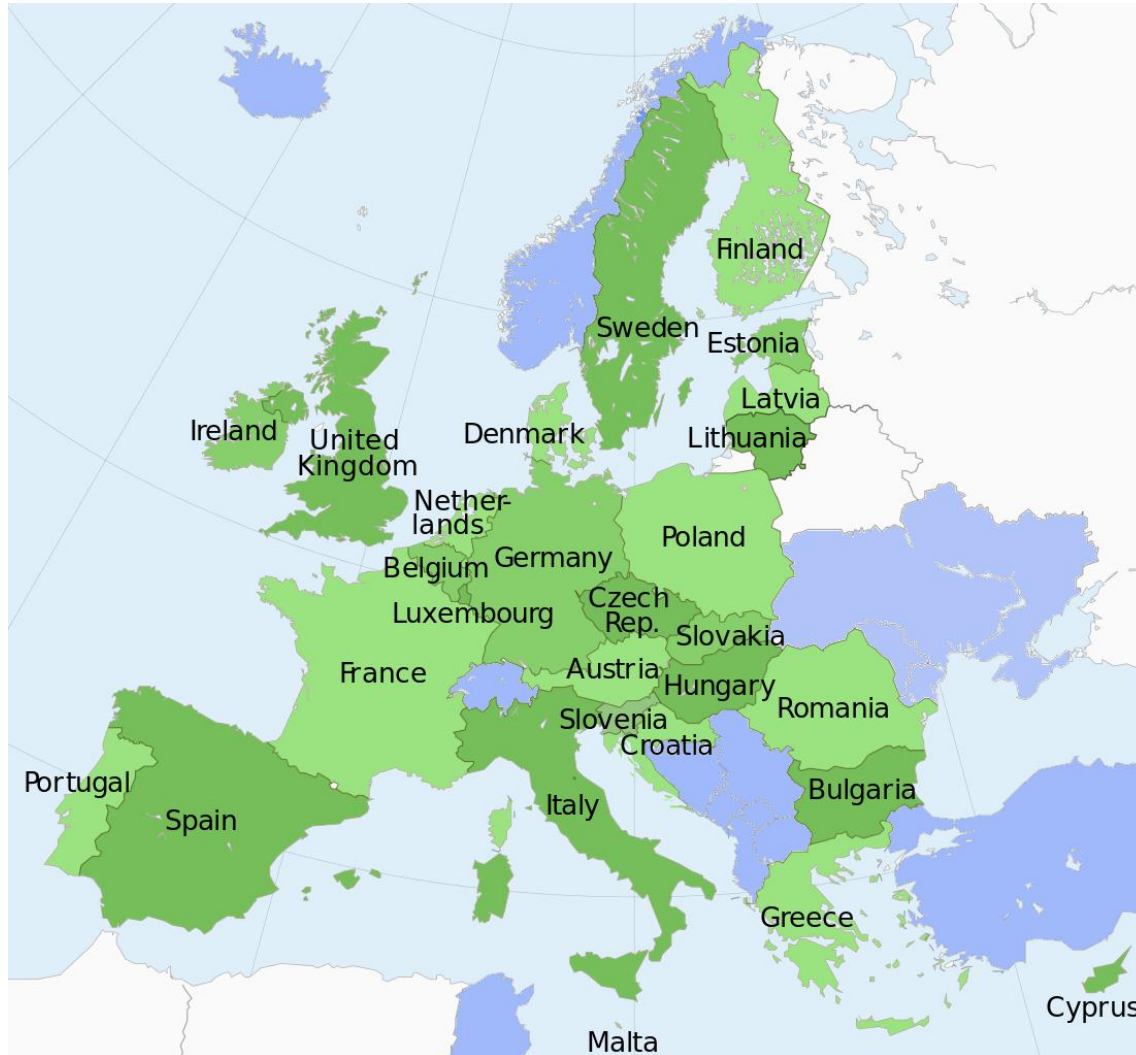 Finland
Sweden
Estonia
Latvia
Lithuania
Denmark
Ireland
United
Kingdom
Nether-
lands
Belgium
Germany
Poland
Luxembourg
Czech
Rep.
Slovakia
France
Austria
Hungary
Romania
Slovenia
Croatia
Portugal
Spain
Italy
Bulgaria
Greece
Cyprus
Malta